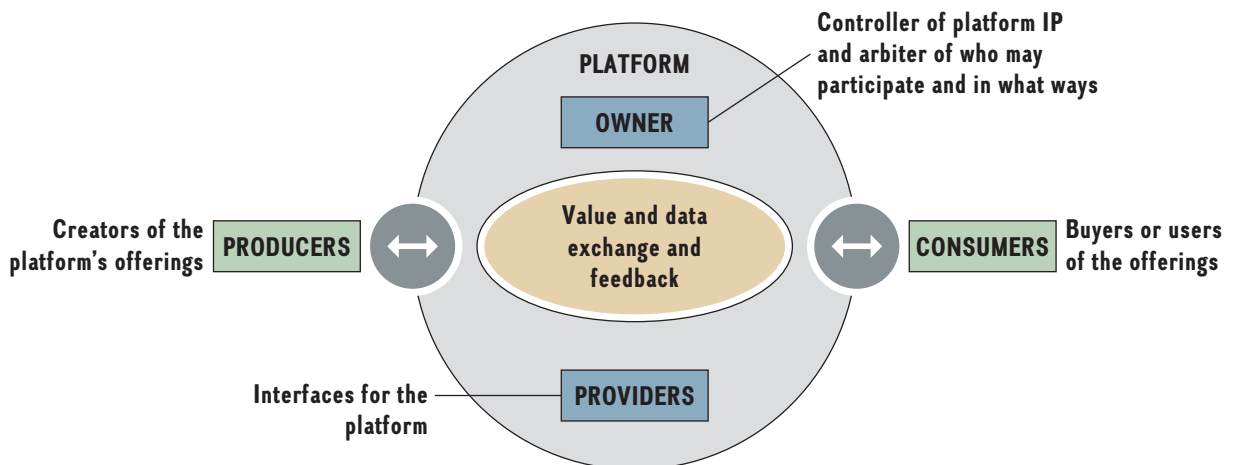 Controller of platform IP
and arbiter of who may
participate and in what ways
PLATFORM
OWNER
Creators of the
platform’s offerings
PRODUCERS
Value and data
exchange and
feedback
CONSUMERS
Buyers or users
of the offerings
Interfaces for the
platform
PROVIDERS